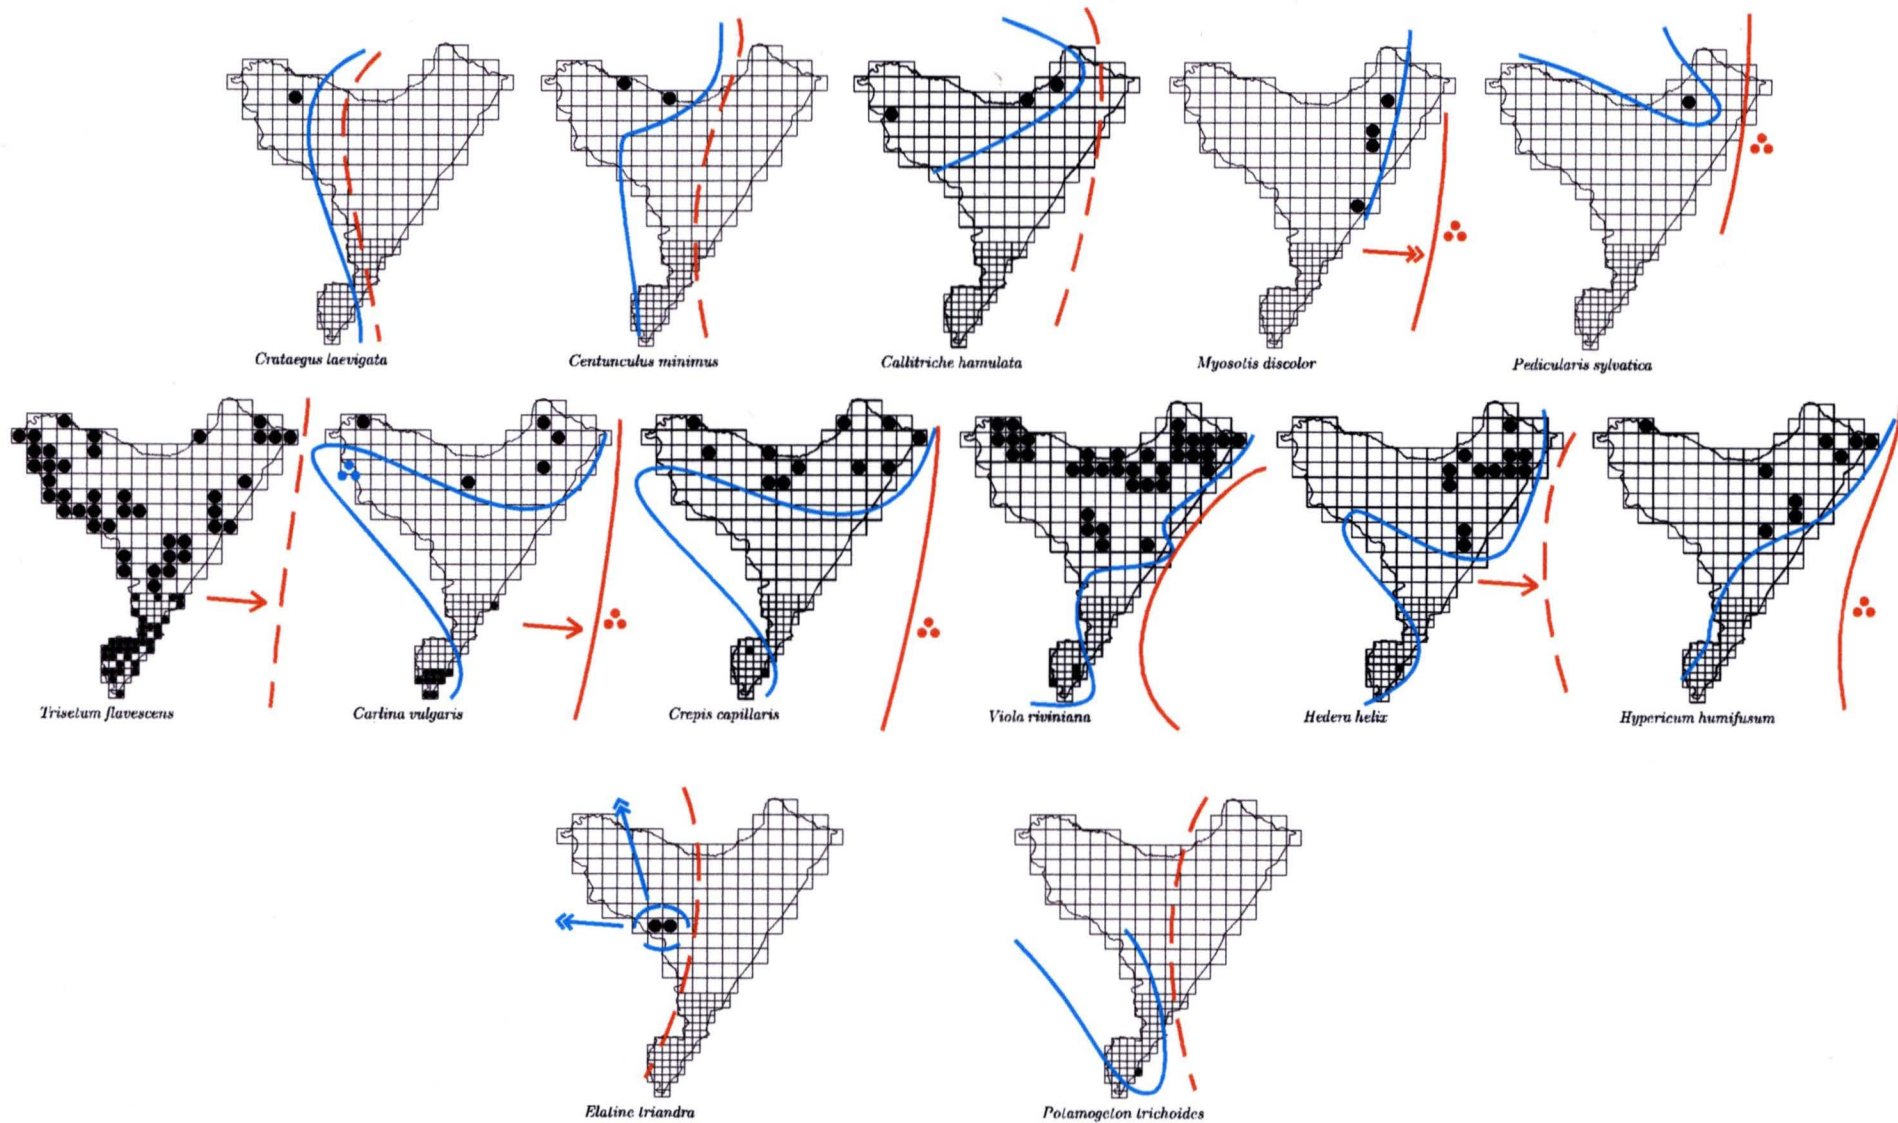 Crataegus laevigata
Centunculus minimus
Callitriche hamulata
Myosotis discolor
Pedicularis sylvatica
Trisetum flavescens
Carlina vulgaris
Crepis capillaris
Viola riviniana
Hedera helix
Hypericum humifusum
Elatine triandra
Potamogeton trichoides